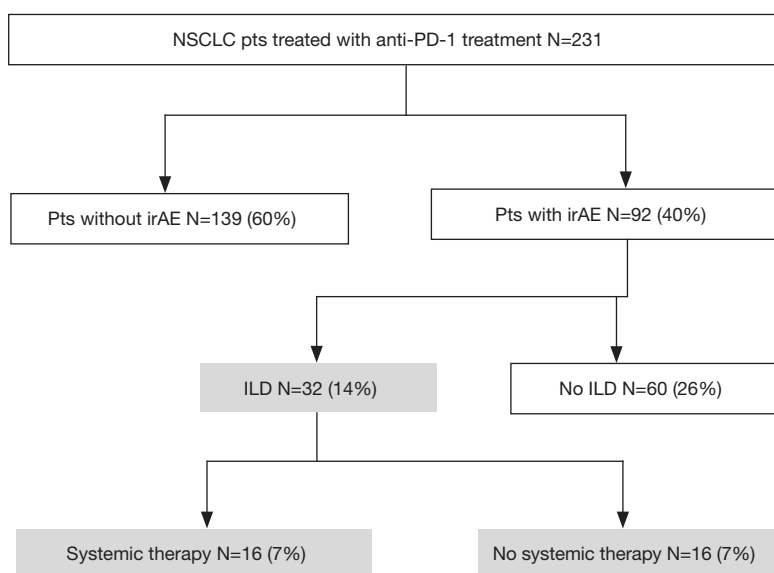 NSCLC pts treated with anti-PD-1 treatment N=231
Pts without irAE N=139 (60%)
Pts with irAE N=92 (40%)
ILD N=32 (14%)
No ILD N=60 (26%)
Systemic therapy N=16 (7%)
No systemic therapy N=16 (7%)